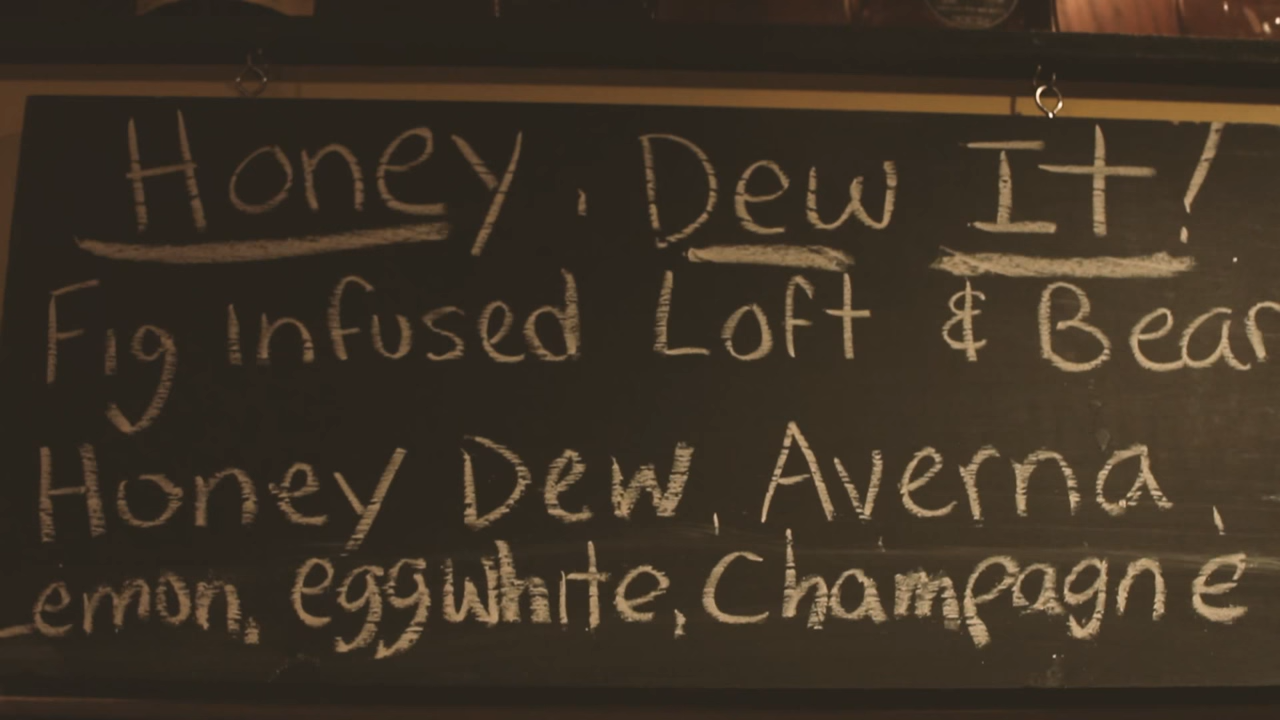 Honey, Dew It!
Fig Infused Loft & Bear
Honey Dew, Averna,
Lemon, eggwhite, Champagne